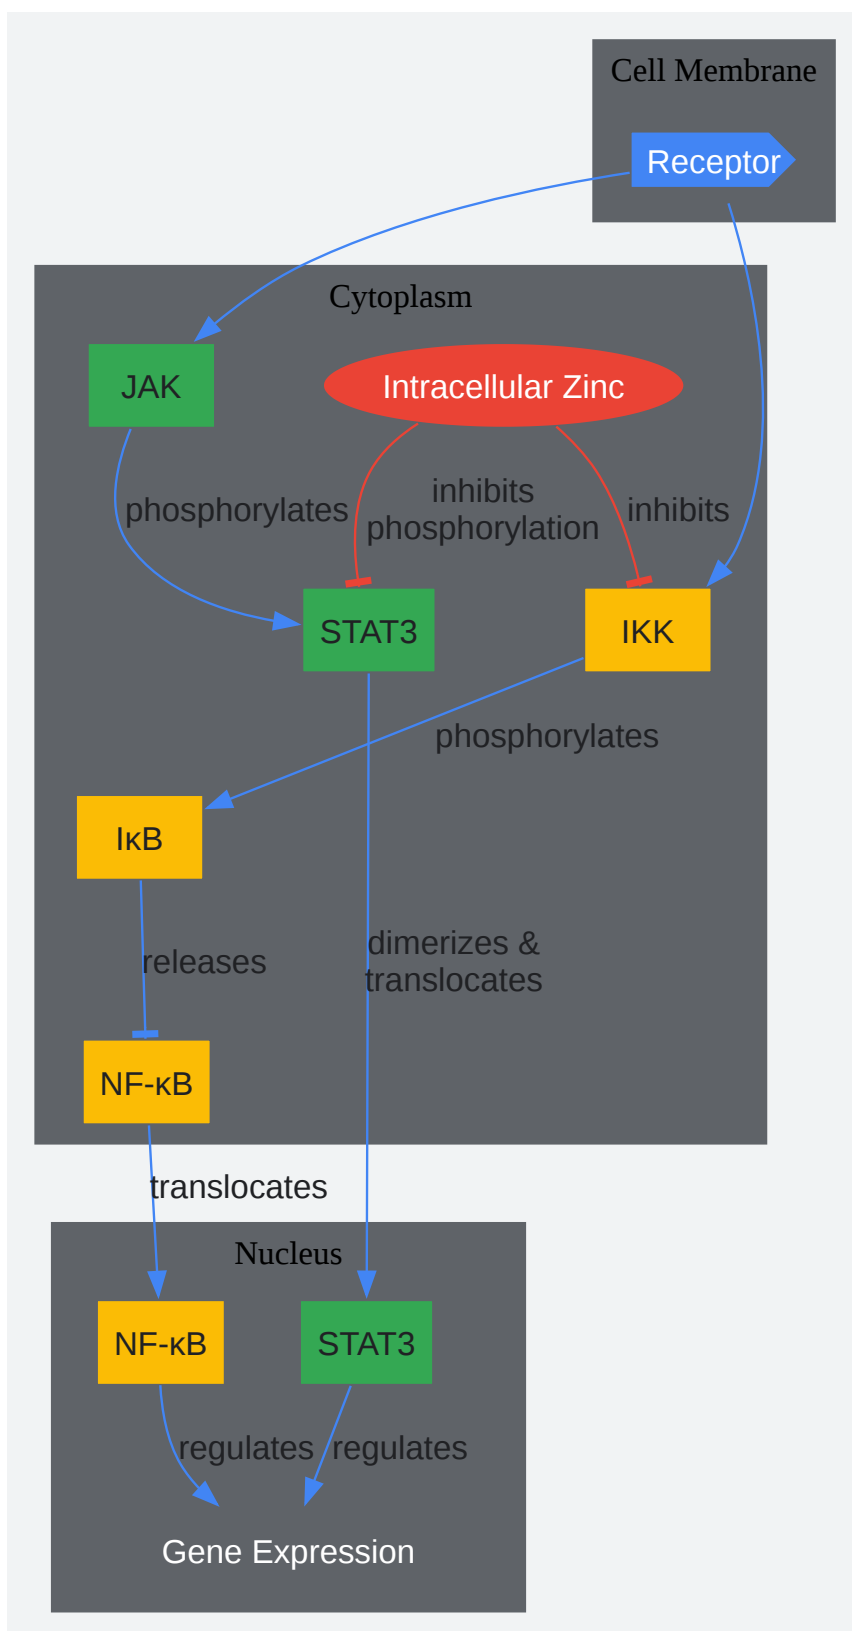 Cell Membrane
Receptor
Cytoplasm
JAK
Intracellular Zinc
phosphorylates
inhibits
phosphorylation
inhibits
STAT3
IKK
phosphorylates
IκB
releases
dimerizes &
translocates
NF-κB
translocates
Nucleus
NF-κB
STAT3
regulates
regulates
Gene Expression